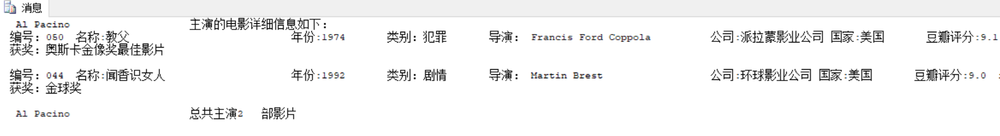 消息
Al Pacino 主演的电影详细信息如下：
编号：050 名称:教父 年份:1974 类别：犯罪 导演： Francis Ford Coppola 公司:派拉蒙影业公司 国家:美国 豆瓣评分:9.1
获奖：奥斯卡金像奖最佳影片
编号：044 名称:闻香识女人 年份:1992 类别：剧情 导演： Martin Brest 公司:环球影业公司 国家:美国 豆瓣评分:9.0
获奖：金球奖
Al Pacino 总共主演2 部影片